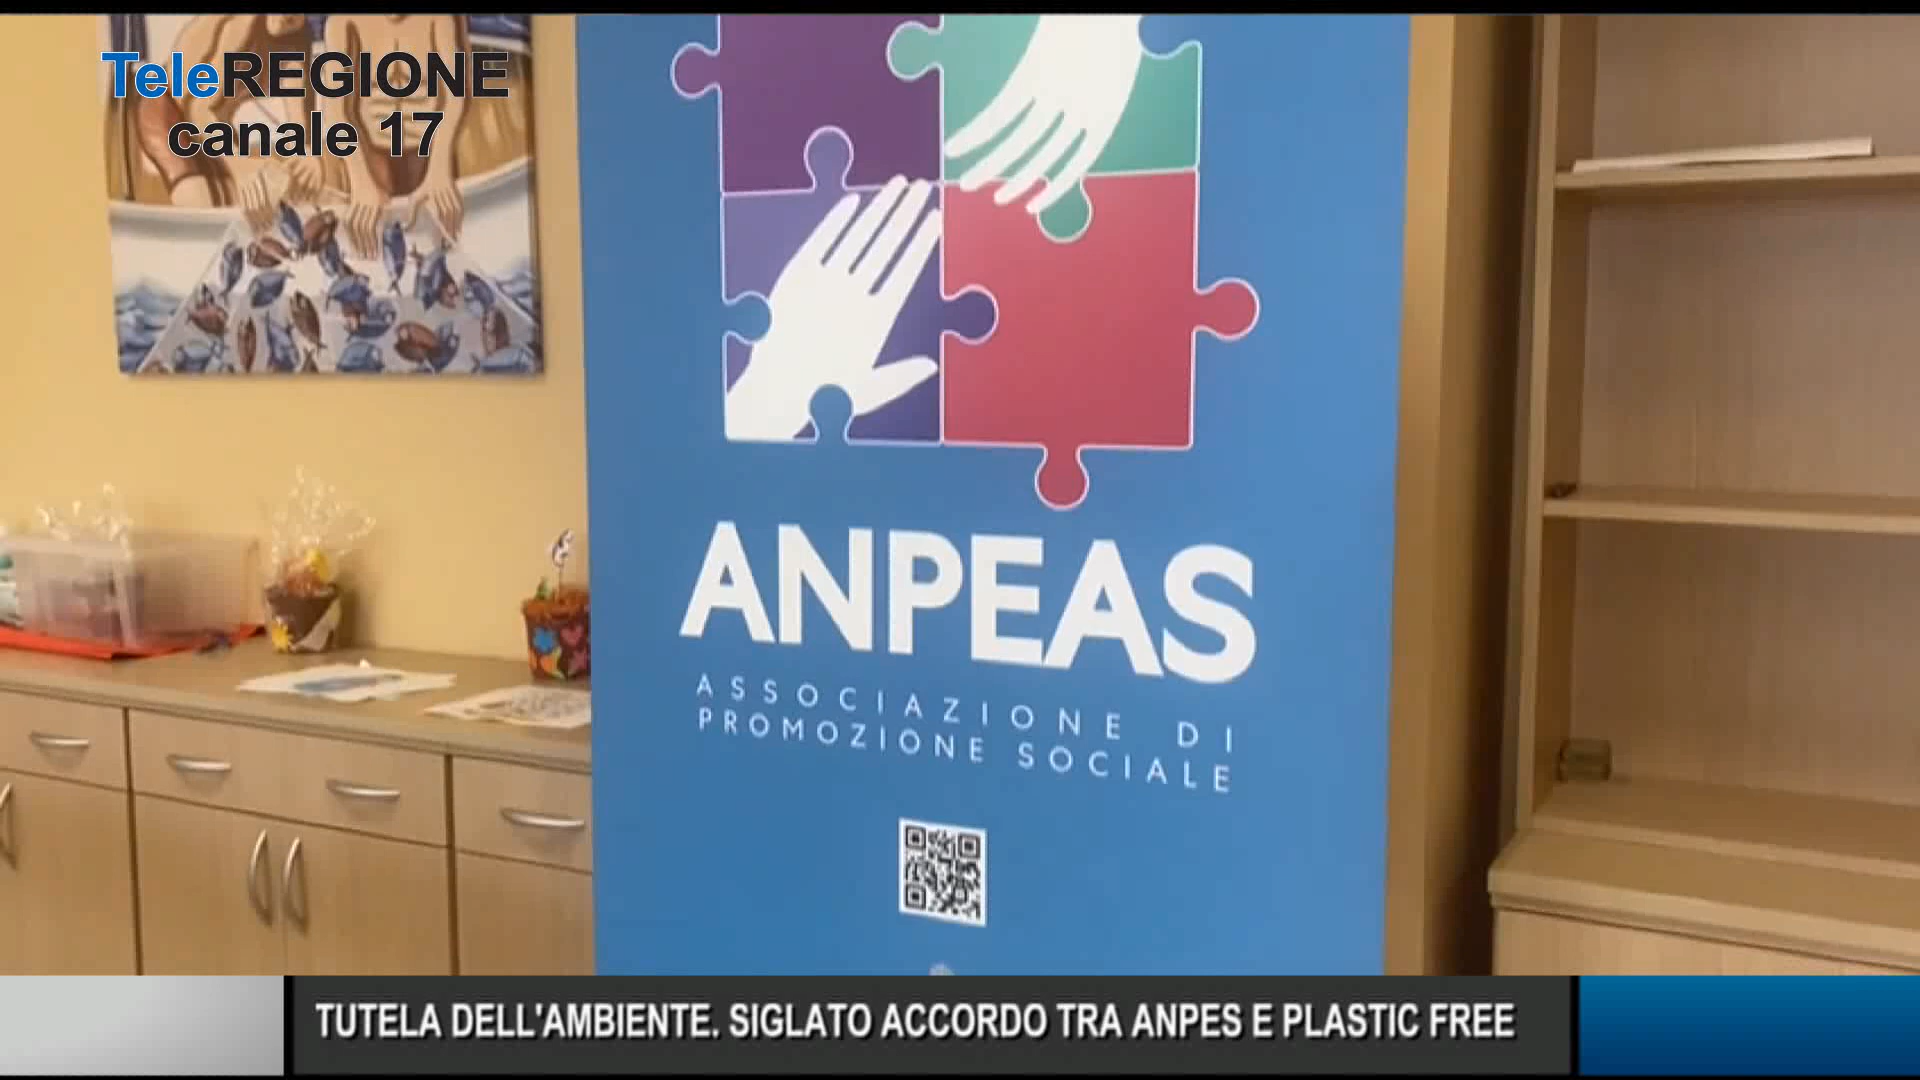 TeleREGIONE
canale 17
ANPEAS
ASSOCIAZIONE DI
PROMOZIONE SOCIALE
TUTELA DELL'AMBIENTE. SIGLATO ACCORDO TRA ANPES E PLASTIC FREE